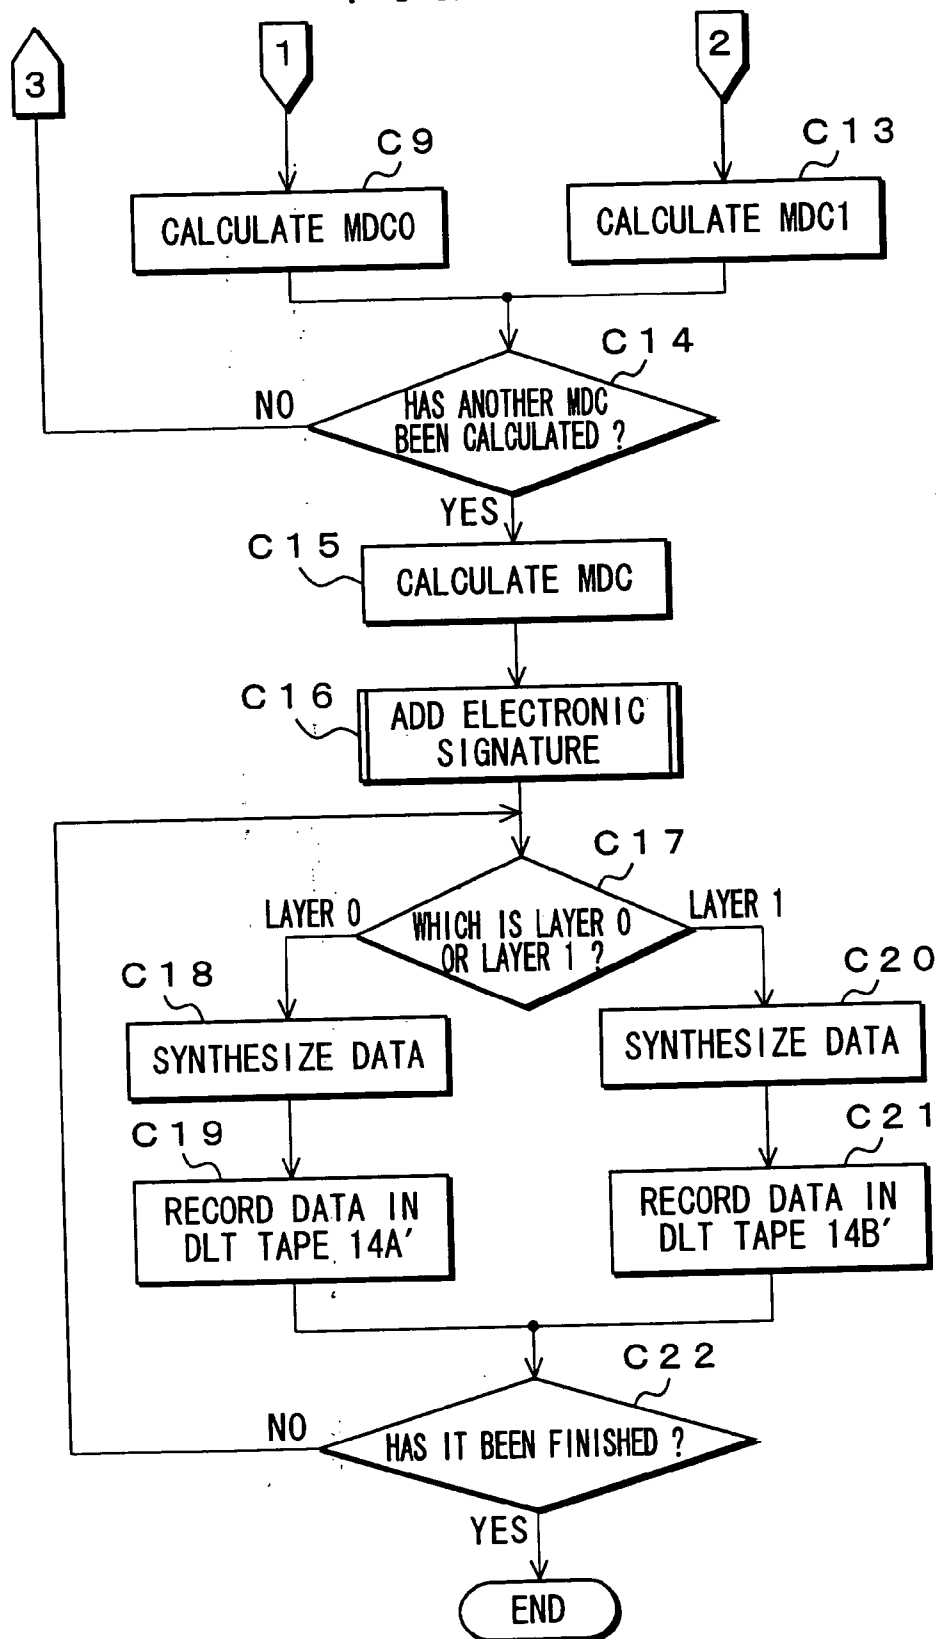 3
1
2
C9
C13
CALCULATE MDC0
CALCULATE MDC1
C14
NO
HAS ANOTHER MDC
BEEN CALCULATED ?
YES
C15
CALCULATE MDC
C16
ADD ELECTRONIC
SIGNATURE
C17
LAYER 0
LAYER 1
WHICH IS LAYER 0
OR LAYER 1 ?
C18
C20
SYNTHESIZE DATA
SYNTHESIZE DATA
C19
C21
RECORD DATA IN
DLT TAPE 14A'
RECORD DATA IN
DLT TAPE 14B'
C22
NO
HAS IT BEEN FINISHED ?
YES
END